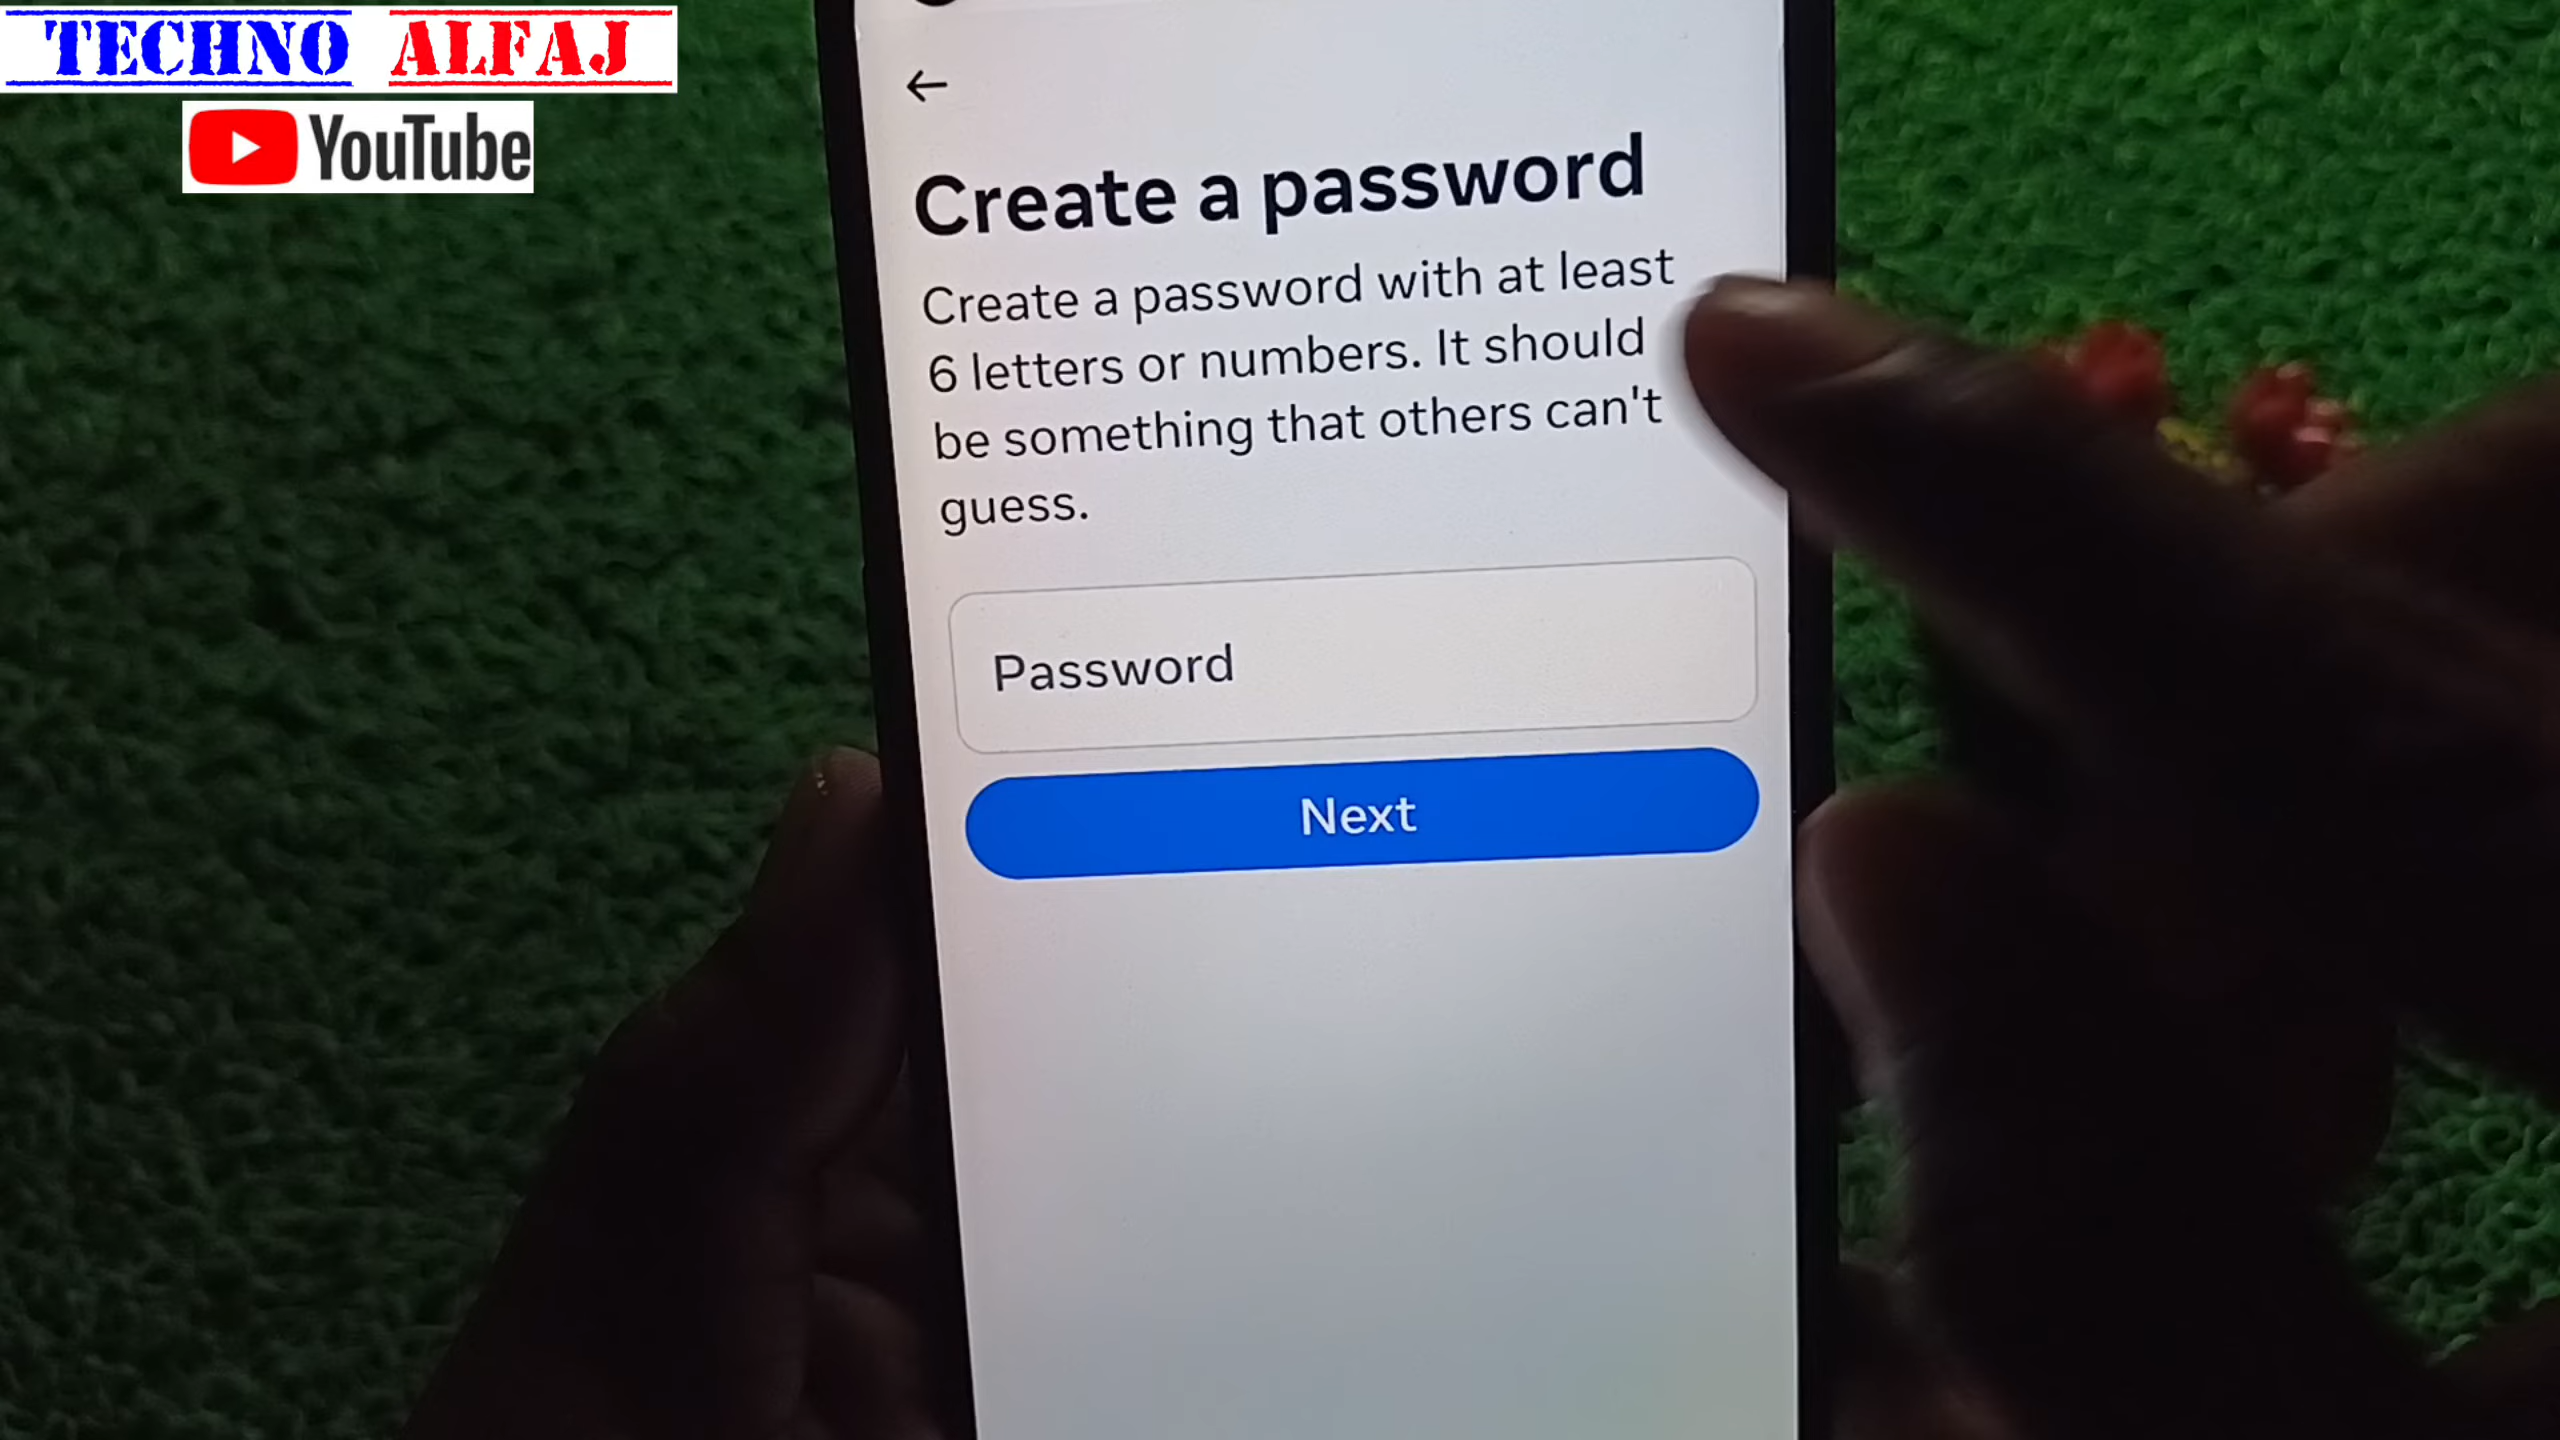 TECHNO ALFAJ
YouTube
Create a password
Create a password with at least
6 letters or numbers. It should
be something that others can't
guess.
Password
Next